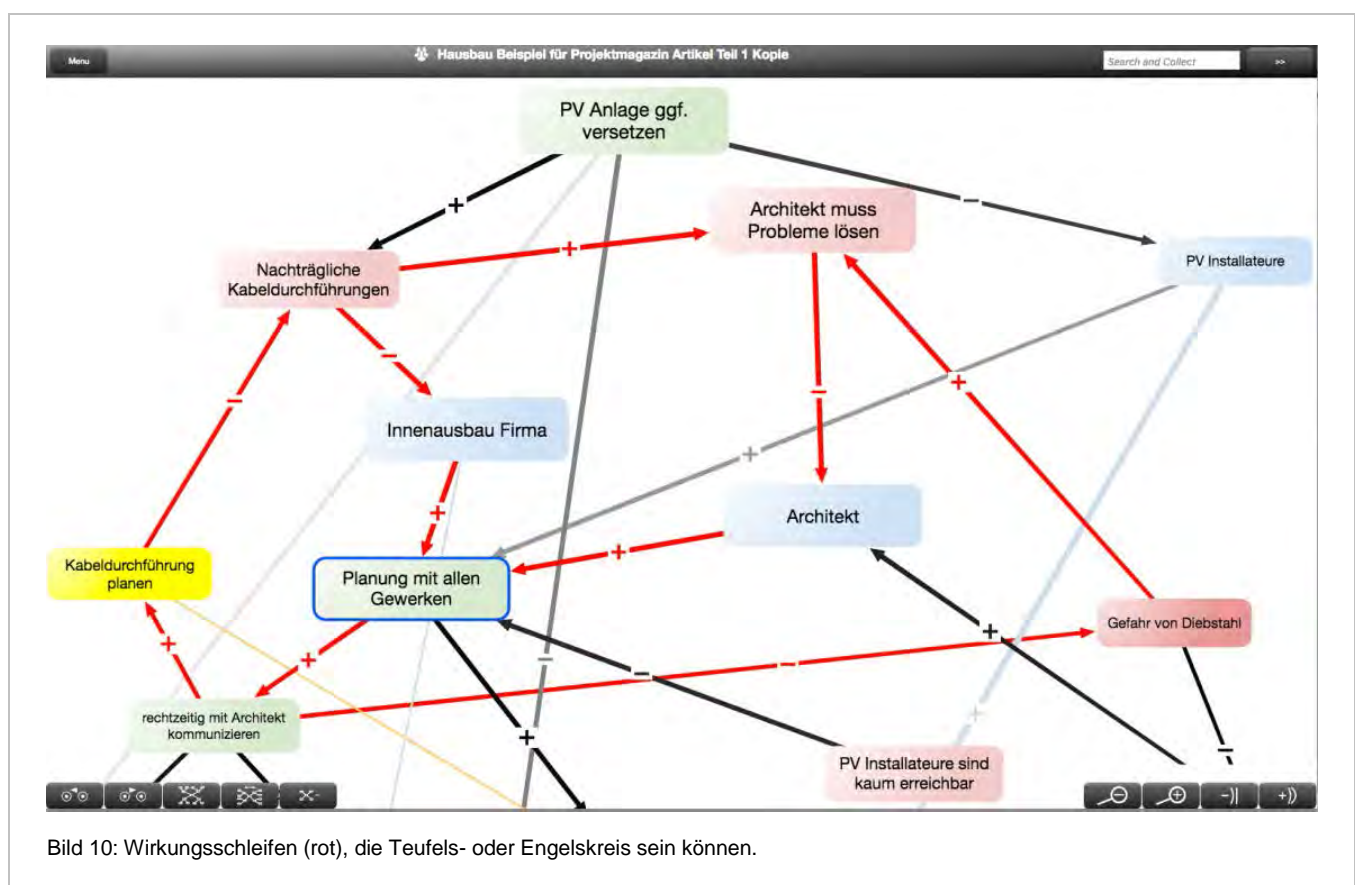 Menu
Hausbau Beispiel für Projektmagazin Artikel Teil 1 Kopie
Search and Collect
>>
PV Anlage ggf.
versetzen
+
−
Architekt muss
Probleme lösen
+
PV Installateure
Nachträgliche
Kabeldurchführungen
−
−
+
−
Innenausbau Firma
+
+
Architekt
+
Kabeldurchführung
planen
Planung mit allen
Gewerken
Gefahr von Diebstahl
+
+
+
−
−
−
+
rechtzeitig mit Architekt
kommunizieren
+
−
PV Installateure sind
kaum erreichbar
−)|
+))
Bild 10: Wirkungsschleifen (rot), die Teufels- oder Engelskreis sein können.